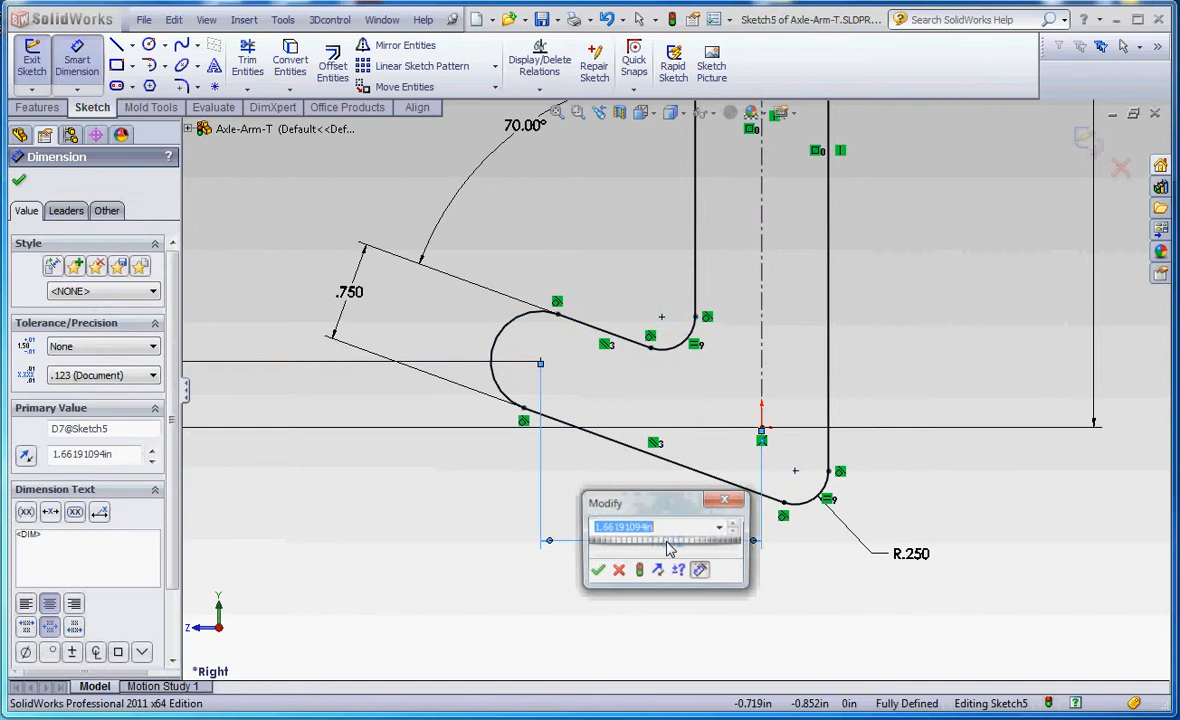 SolidWorks File Edit View Insert Tools 3Dcontrol Window Help Sketch5 of Axle-Arm-T.SLDPR... Search SolidWorks Help
Exit Sketch
Smart Dimension
Trim Entities
Convert Entities
Offset Entities
Mirror Entities
Linear Sketch Pattern
Move Entities
Display/Delete Relations
Repair Sketch
Quick Snaps
Rapid Sketch
Sketch Picture
Features Sketch Mold Tools Evaluate DimXpert Office Products Align
Axle-Arm-T (Default<<Def...
Dimension ?
Value Leaders Other
Style
<NONE>
Tolerance/Precision
None
.123 (Document)
Primary Value
D7@Sketch5
1.66191094in
Dimension Text
<DIM>
70.00°
.750
R.250
Modify
1.66191094in
Y
Z
*Right
Model Motion Study 1
SolidWorks Professional 2011 x64 Edition -0.719in -0.852in 0in Fully Defined Editing Sketch5